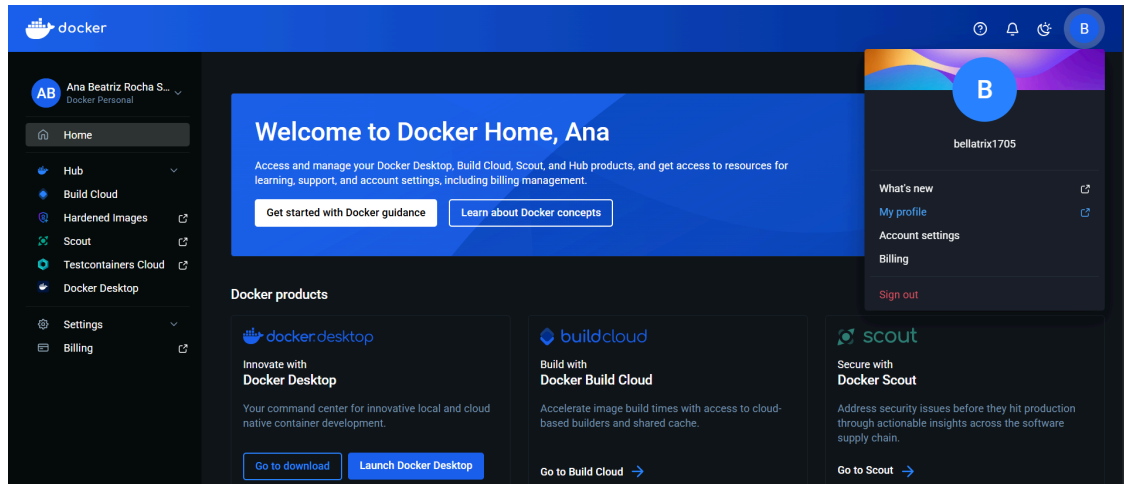 docker
B
AB
Ana Beatriz Rocha S...
Docker Personal
Home
Hub
Build Cloud
Hardened Images
Scout
Testcontainers Cloud
Docker Desktop
Settings
Billing
Welcome to Docker Home, Ana
Access and manage your Docker Desktop, Build Cloud, Scout, and Hub products, and get access to resources for
learning, support, and account settings, including billing management.
Get started with Docker guidance
Learn about Docker concepts
B
bellatrix1705
What's new
My profile
Account settings
Billing
Sign out
Docker products
docker.desktop
Innovate with
Docker Desktop
Your command center for innovative local and cloud
native container development.
Go to download
Launch Docker Desktop
buildcloud
Build with
Docker Build Cloud
Accelerate image build times with access to cloud-
based builders and shared cache.
Go to Build Cloud
scout
Secure with
Docker Scout
Address security issues before they hit production
through actionable insights across the software
supply chain.
Go to Scout